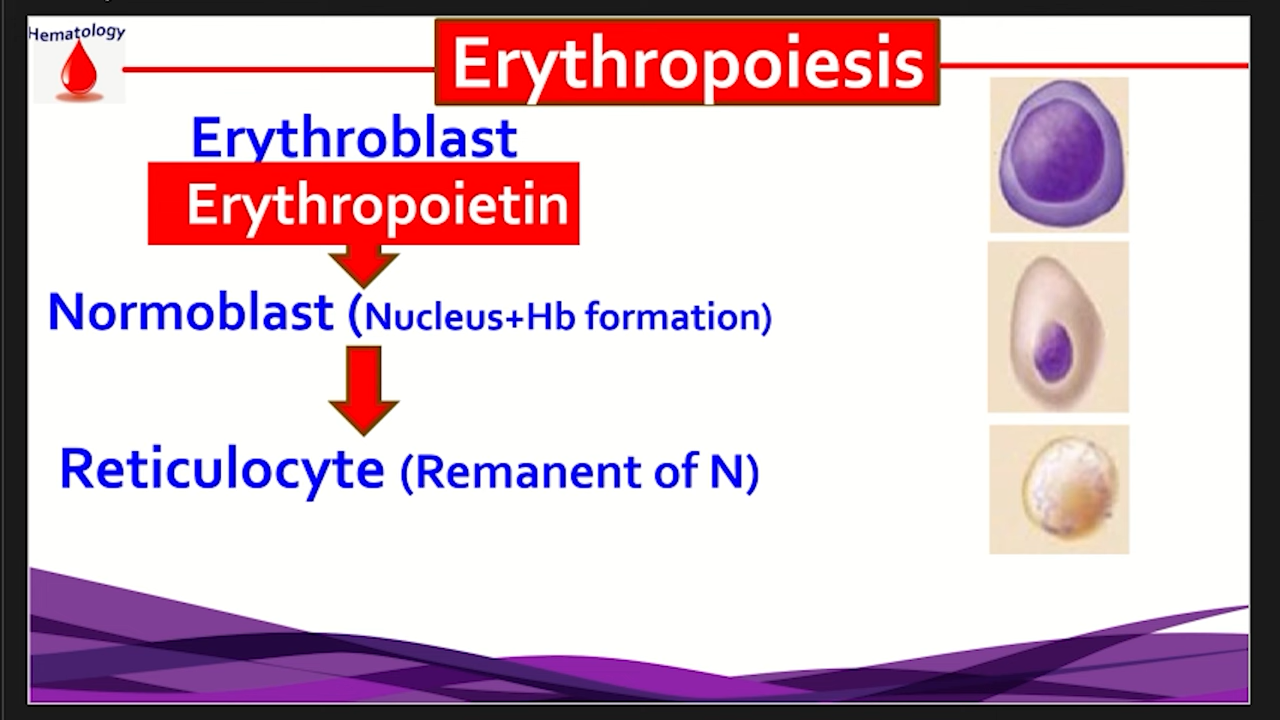 Hematology
Erythropoiesis
Erythroblast
Erythropoietin
Normoblast (Nucleus+Hb formation)
Reticulocyte (Remanent of N)